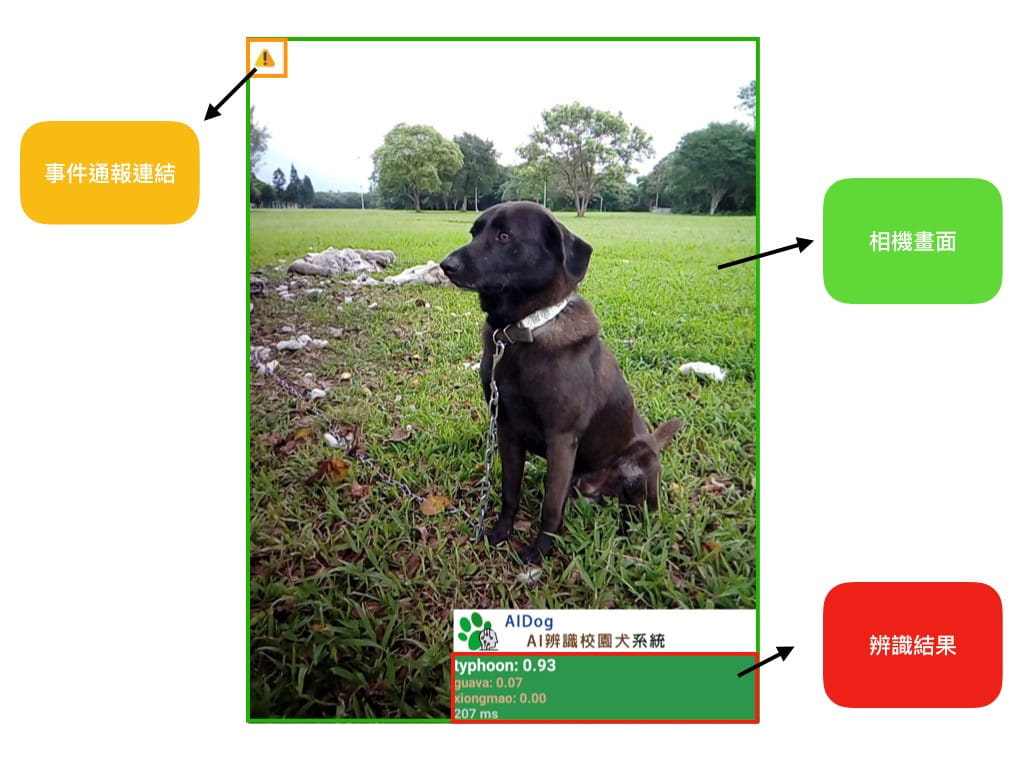 事件通報連結
相機畫面
AIDog
AI辨識校園犬系統
typhoon: 0.93
guava: 0.07
xiongmao: 0.00
207 ms
辨識結果